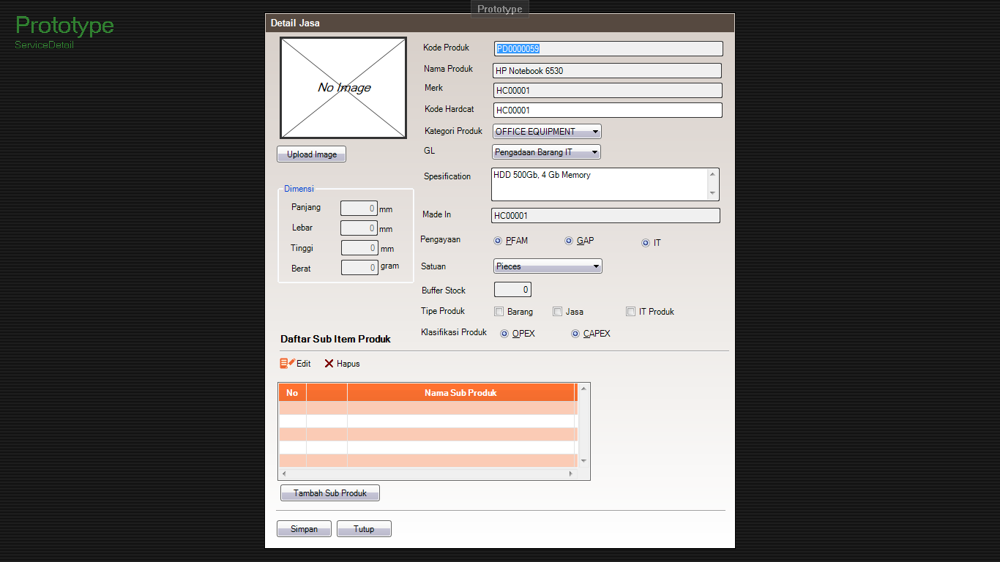 Prototype
Prototype
ServiceDetail
Detail Jasa
No Image
Upload Image
Kode Produk PD0000059
Nama Produk HP Notebook 6530
Merk HC00001
Kode Hardcat HC00001
Kategori Produk OFFICE EQUIPMENT
GL Pengadaan Barang IT
Spesification HDD 500Gb, 4 Gb Memory
Made In HC00001
Pengayaan PFAM GAP IT
Satuan Pieces
Buffer Stock 0
Tipe Produk Barang Jasa IT Produk
Klasifikasi Produk OPEX CAPEX
Dimensi
Panjang 0 mm
Lebar 0 mm
Tinggi 0 mm
Berat 0 gram
Daftar Sub Item Produk
Edit Hapus
No Nama Sub Produk
Tambah Sub Produk
Simpan Tutup